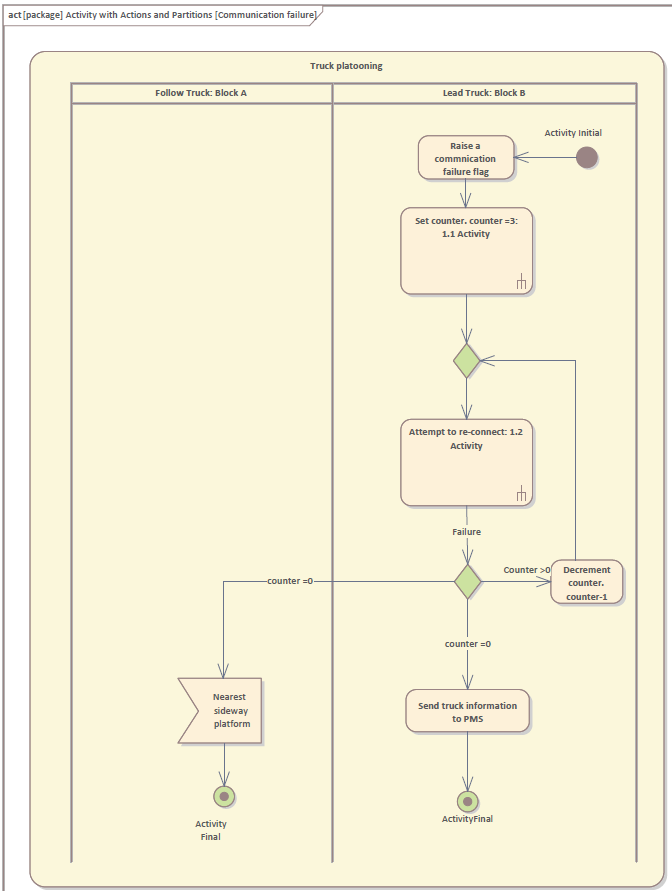 act [package] Activity with Actions and Partitions [Communication failure]
Truck platooning
Follow Truck: Block A
Lead Truck: Block B
Activity Initial
Raise a
commnication
failure flag
Set counter. counter =3:
1.1 Activity
Attempt to re-connect: 1.2
Activity
Failure
counter =0
Counter >0
Decrement
counter.
counter-1
counter =0
Nearest
sideway
platform
Send truck information
to PMS
Activity
Final
ActivityFinal